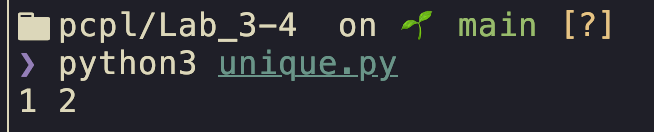 pcpl/Lab_3-4 on 🌱 main [?]
❯ python3 unique.py
1 2